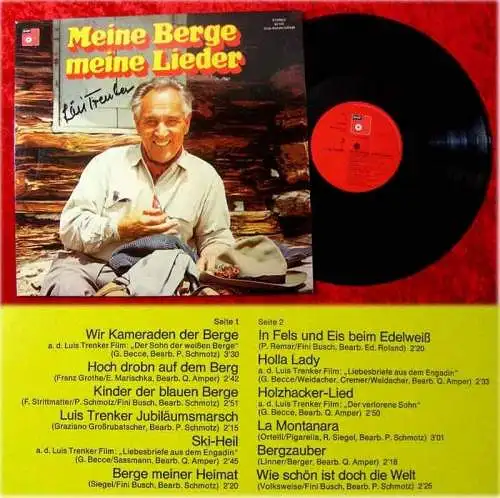 Meine Berge
meine Lieder
Luis Trenker
STEREO
BASF
Seite 1
Wir Kameraden der Berge
a. d. Luis Trenker Film: „Der Sohn der weißen Berge"
(G. Becce, Bearb. P. Schmotz) 3'30
Hoch drobn auf dem Berg
(Franz Grothe/E. Marischka, Bearb. Q. Amper) 2'42
Kinder der blauen Berge
(F. Strittmatter/P. Schmotz/Fini Busch, Bearb. P. Schmotz) 2'51
Luis Trenker Jubiläumsmarsch
(Graziano Großrubatscher, Bearb. P. Schmotz) 2'50
Ski-Heil
a. d. Luis Trenker Film: „Liebesbriefe aus dem Engadin"
(G. Becce/Sassmann, Bearb. Q. Amper) 2'45
Berge meiner Heimat
(Siegel/Fini Busch, Bearb. P. Schmotz) 2'20
Seite 2
In Fels und Eis beim Edelweiß
(P. Remar/Fini Busch, Bearb. Ed. Roland) 2'20
Holla Lady
a. d. Luis Trenker Film: „Liebesbriefe aus dem Engadin"
(G. Becce/Weidacher, Cremer/Weidacher, Bearb. Q. Amper) 2'33
Holzhacker-Lied
a. d. Luis Trenker Film: „Der verlorene Sohn"
(G. Becce, Bearb. Q. Amper) 2'50
La Montanara
(Ortelli/Pigarella, R. Siegel, Bearb. P. Schmotz) 3'01
Bergzauber
(Linner/Berger, Bearb. Q. Amper) 2'18
Wie schön ist doch die Welt
(Volksweise/Fini Busch, Bearb. P. Schmotz) 2'25